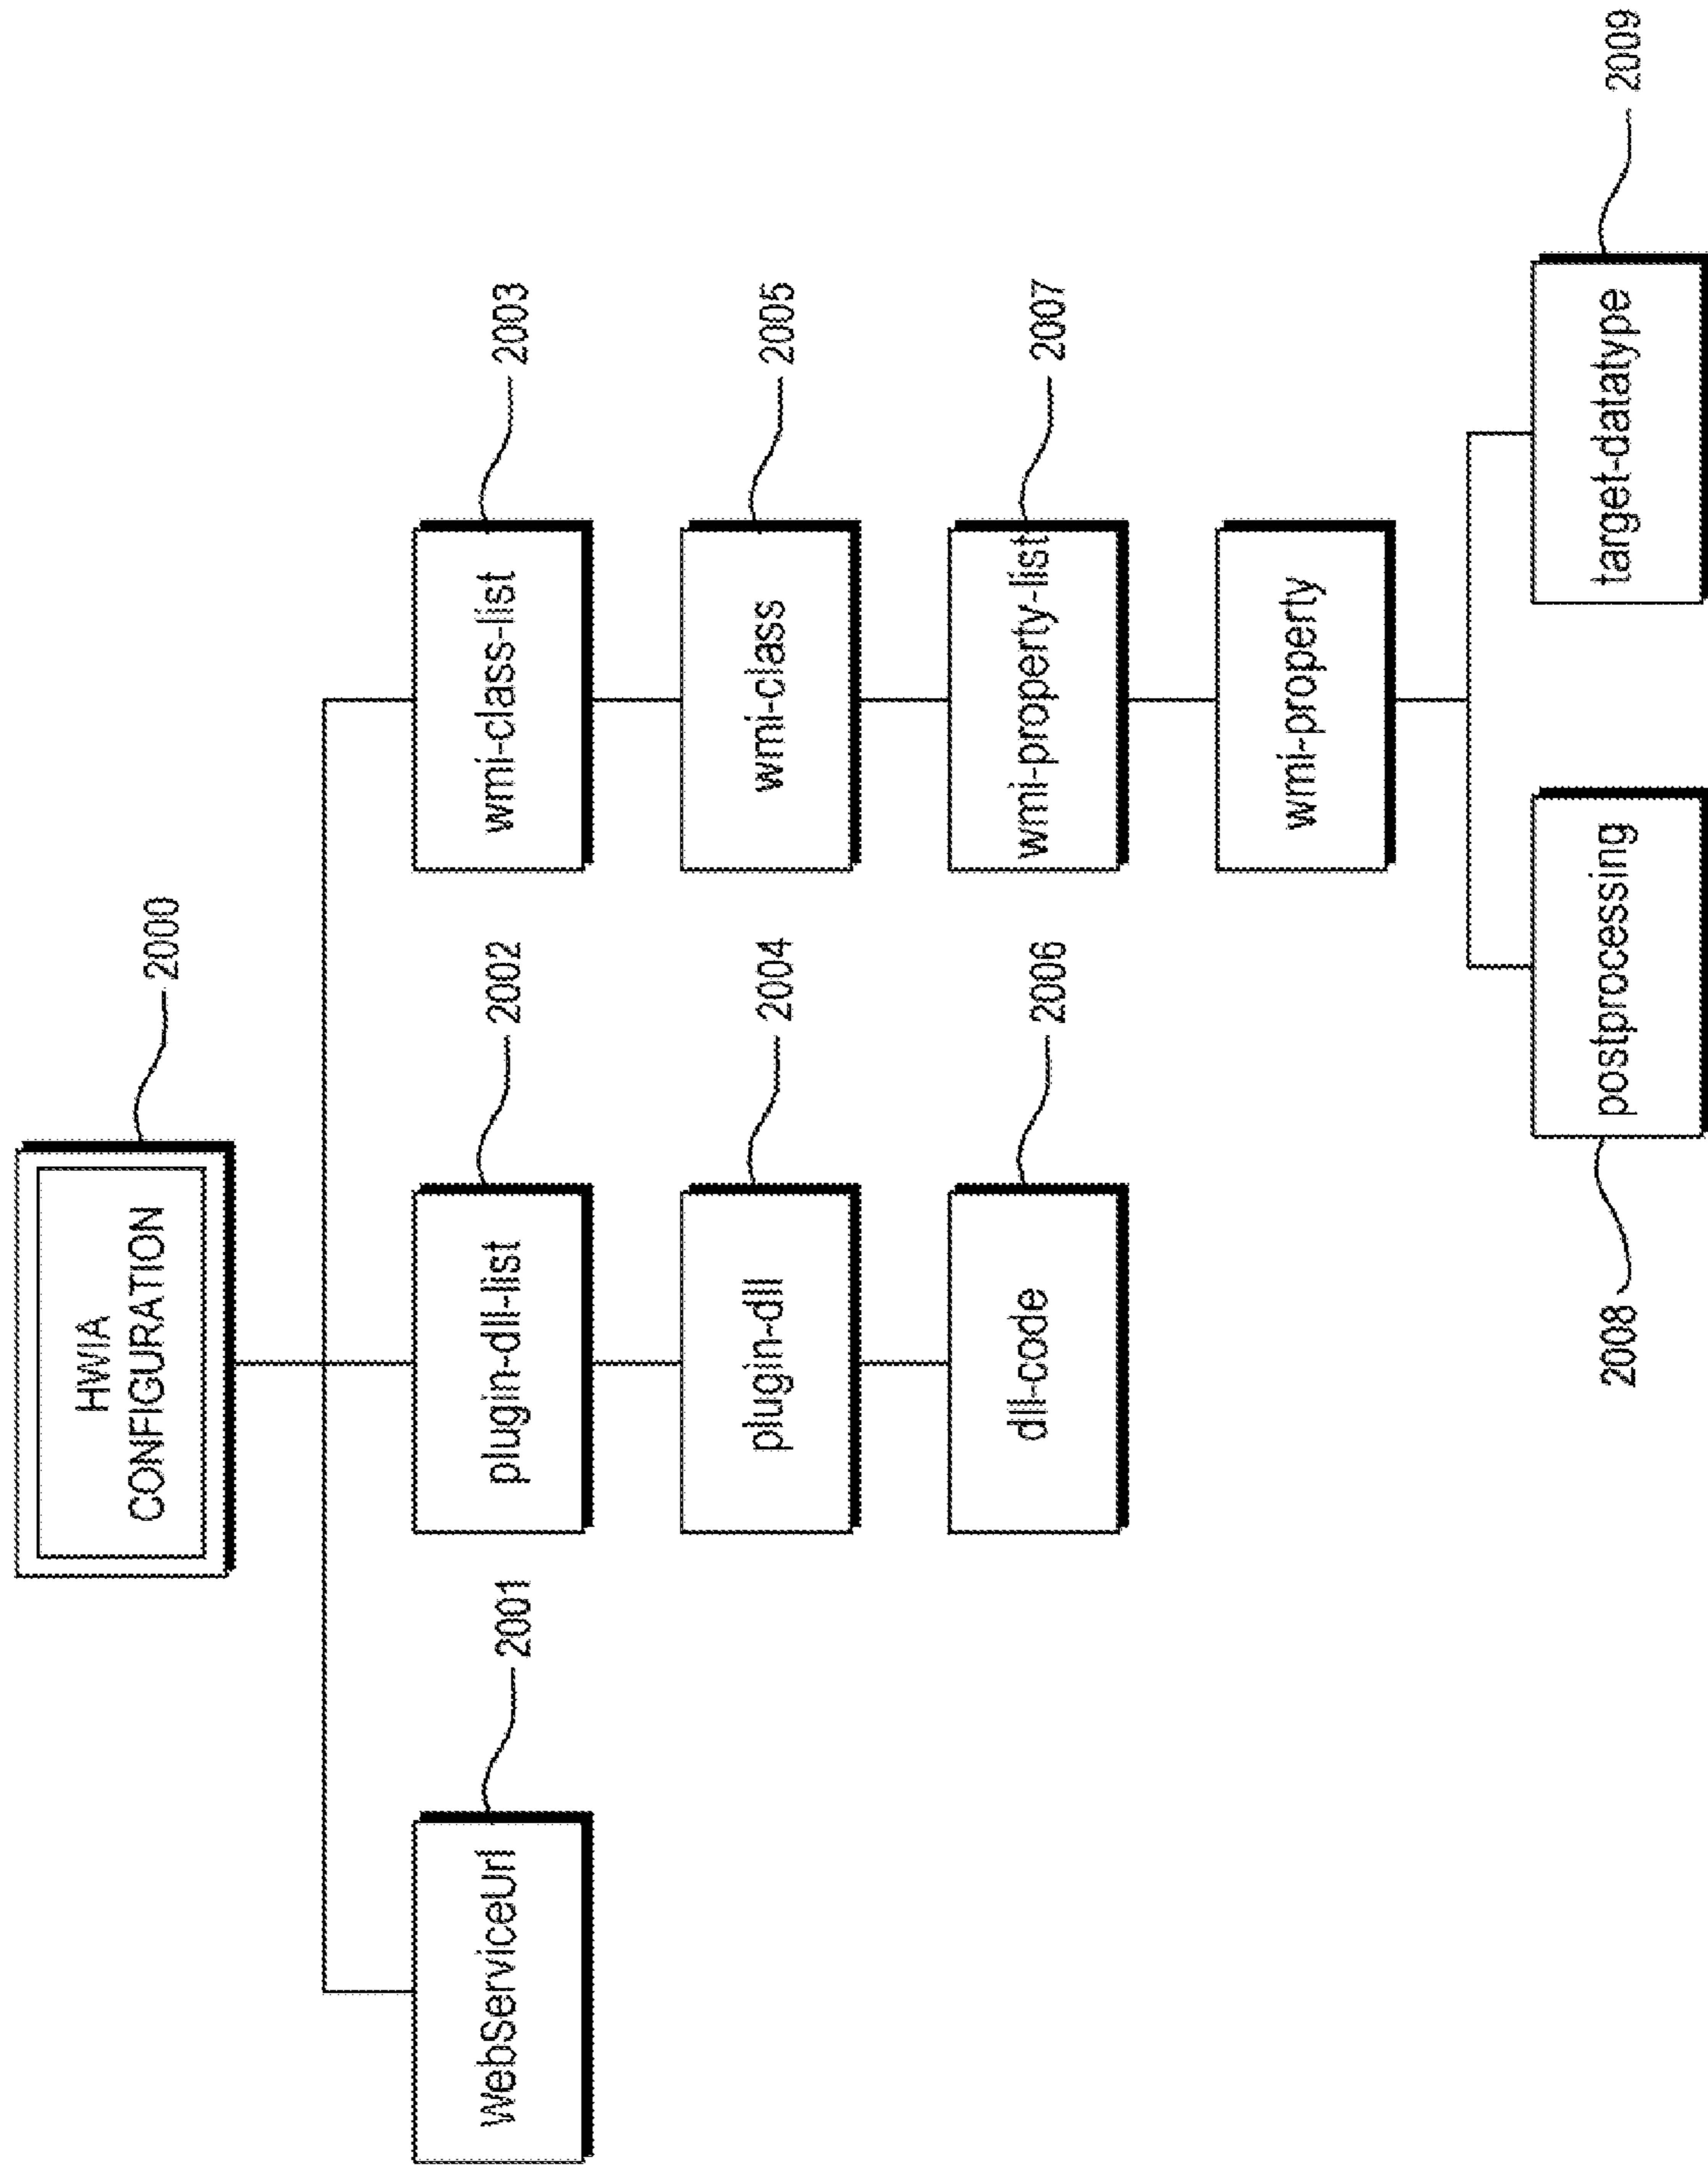 HWIA
CONFIGURATION
2000
WebServiceUrl
2001
plugin-dll-list
2002
wmi-class-list
2003
plugin-dll
2004
wmi-class
2005
dll-code
2006
wmi-property-list
2007
wmi-property
postprocessing
2008
target-datatype
2009